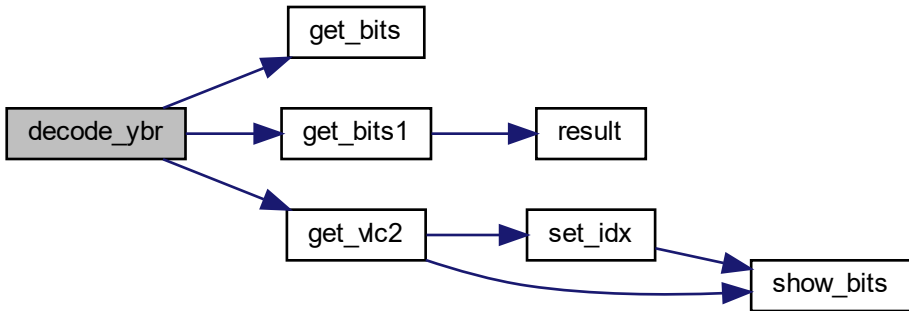 decode_ybr
get_bits
get_bits1
result
get_vlc2
set_idx
show_bits